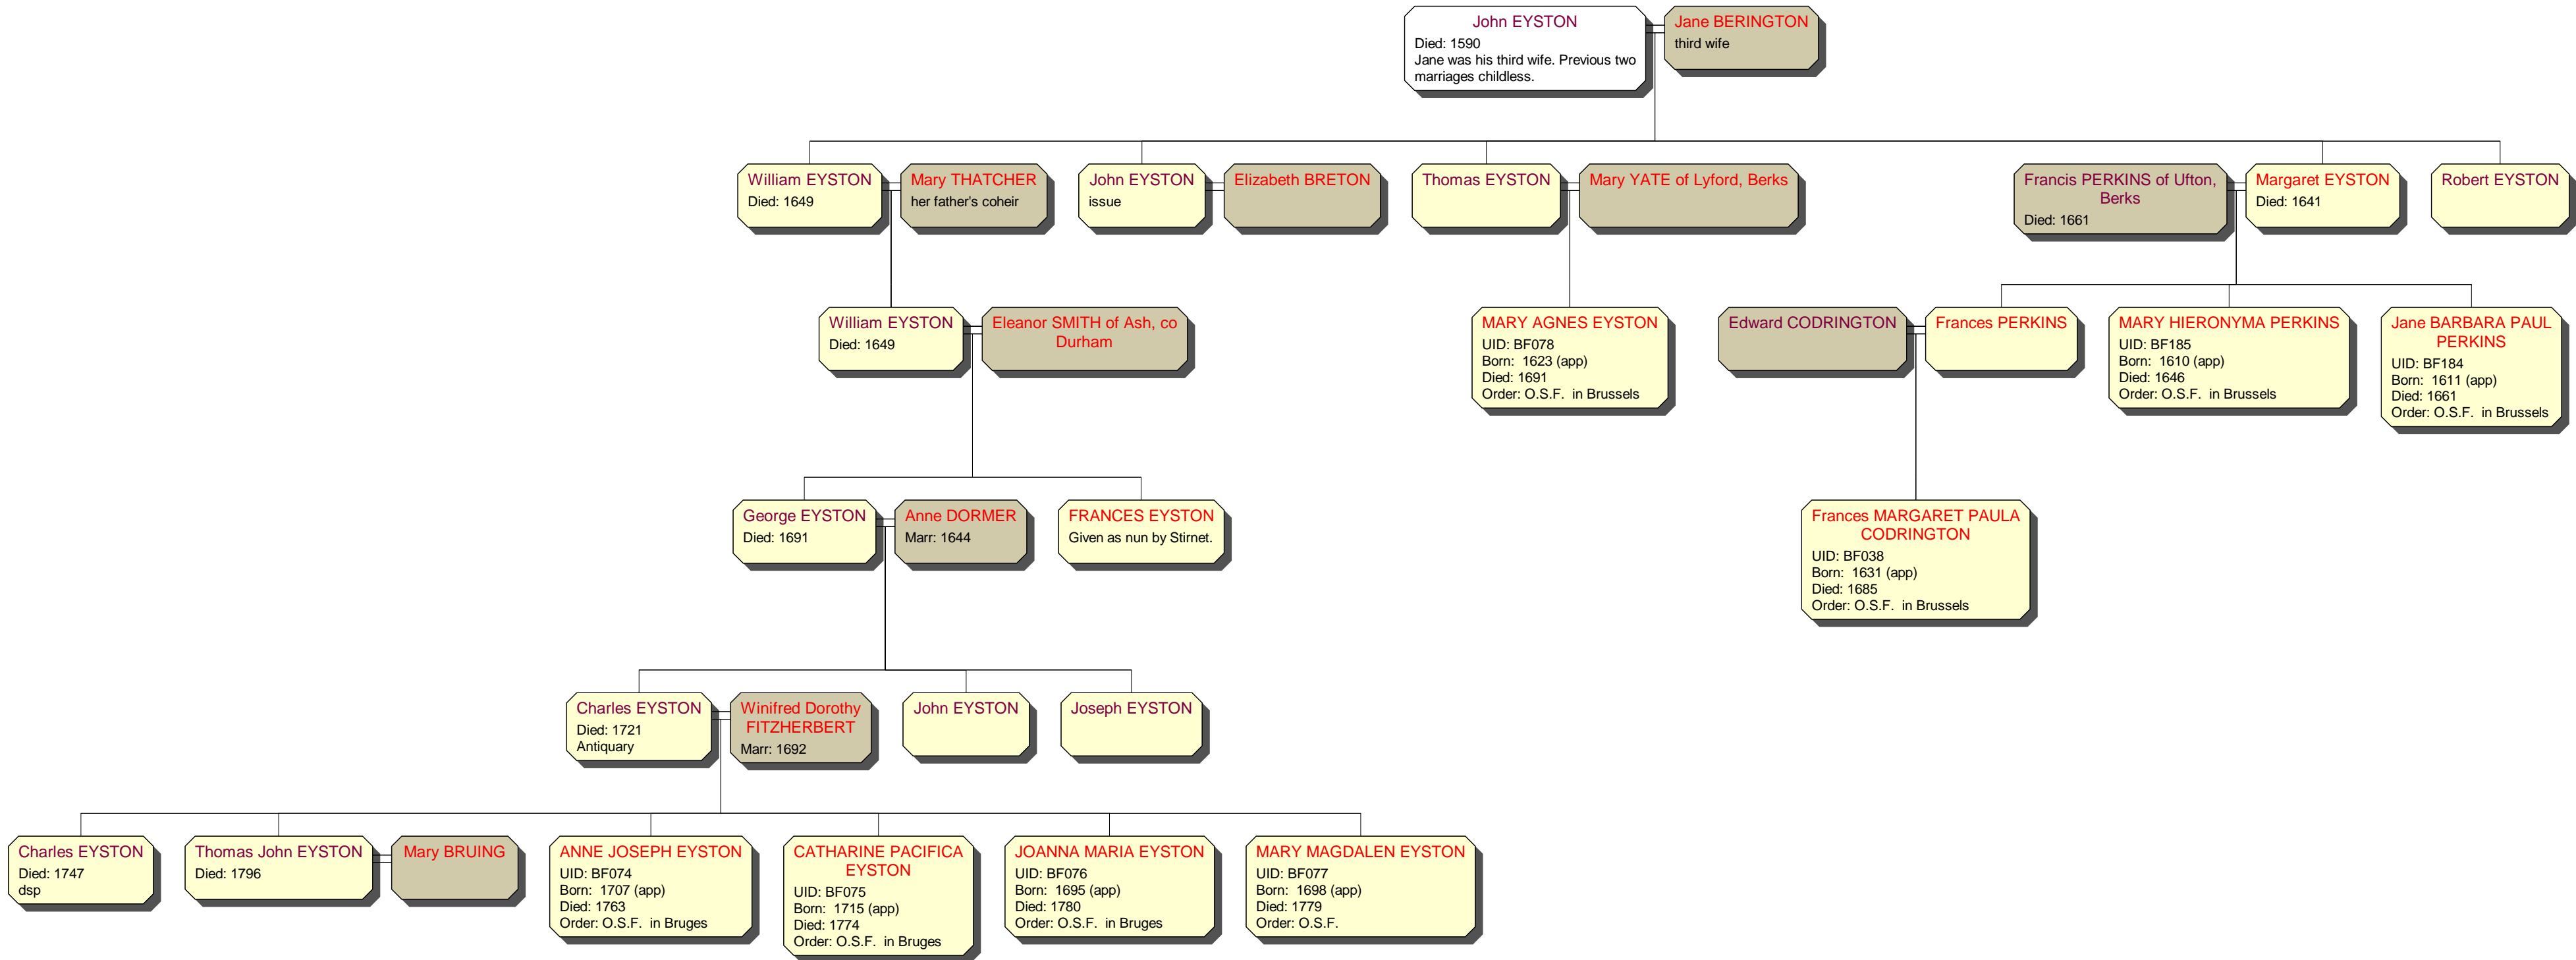 John EYSTON
Died: 1590
Jane was his third wife. Previous two
marriages childless.
Jane BERINGTON
third wife
William EYSTON
Died: 1649
Mary THATCHER
her father's coheir
John EYSTON
issue
Elizabeth BRETON
Thomas EYSTON
Mary YATE of Lyford, Berks
Francis PERKINS of Ufton,
Berks
Died: 1661
Margaret EYSTON
Died: 1641
Robert EYSTON
William EYSTON
Died: 1649
Eleanor SMITH of Ash, co
Durham
MARY AGNES EYSTON
UID: BF078
Born: 1623 (app)
Died: 1691
Order: O.S.F. in Brussels
Edward CODRINGTON
Frances PERKINS
MARY HIERONYMA PERKINS
UID: BF185
Born: 1610 (app)
Died: 1646
Order: O.S.F. in Brussels
Jane BARBARA PAUL
PERKINS
UID: BF184
Born: 1611 (app)
Died: 1661
Order: O.S.F. in Brussels
George EYSTON
Died: 1691
Anne DORMER
Marr: 1644
FRANCES EYSTON
Given as nun by Stirnet.
Frances MARGARET PAULA
CODRINGTON
UID: BF038
Born: 1631 (app)
Died: 1685
Order: O.S.F. in Brussels
Charles EYSTON
Died: 1721
Antiquary
Winifred Dorothy
FITZHERBERT
Marr: 1692
John EYSTON
Joseph EYSTON
Charles EYSTON
Died: 1747
dsp
Thomas John EYSTON
Died: 1796
Mary BRUING
ANNE JOSEPH EYSTON
UID: BF074
Born: 1707 (app)
Died: 1763
Order: O.S.F. in Bruges
CATHARINE PACIFICA
EYSTON
UID: BF075
Born: 1715 (app)
Died: 1774
Order: O.S.F. in Bruges
JOANNA MARIA EYSTON
UID: BF076
Born: 1695 (app)
Died: 1780
Order: O.S.F. in Bruges
MARY MAGDALEN EYSTON
UID: BF077
Born: 1698 (app)
Died: 1779
Order: O.S.F.